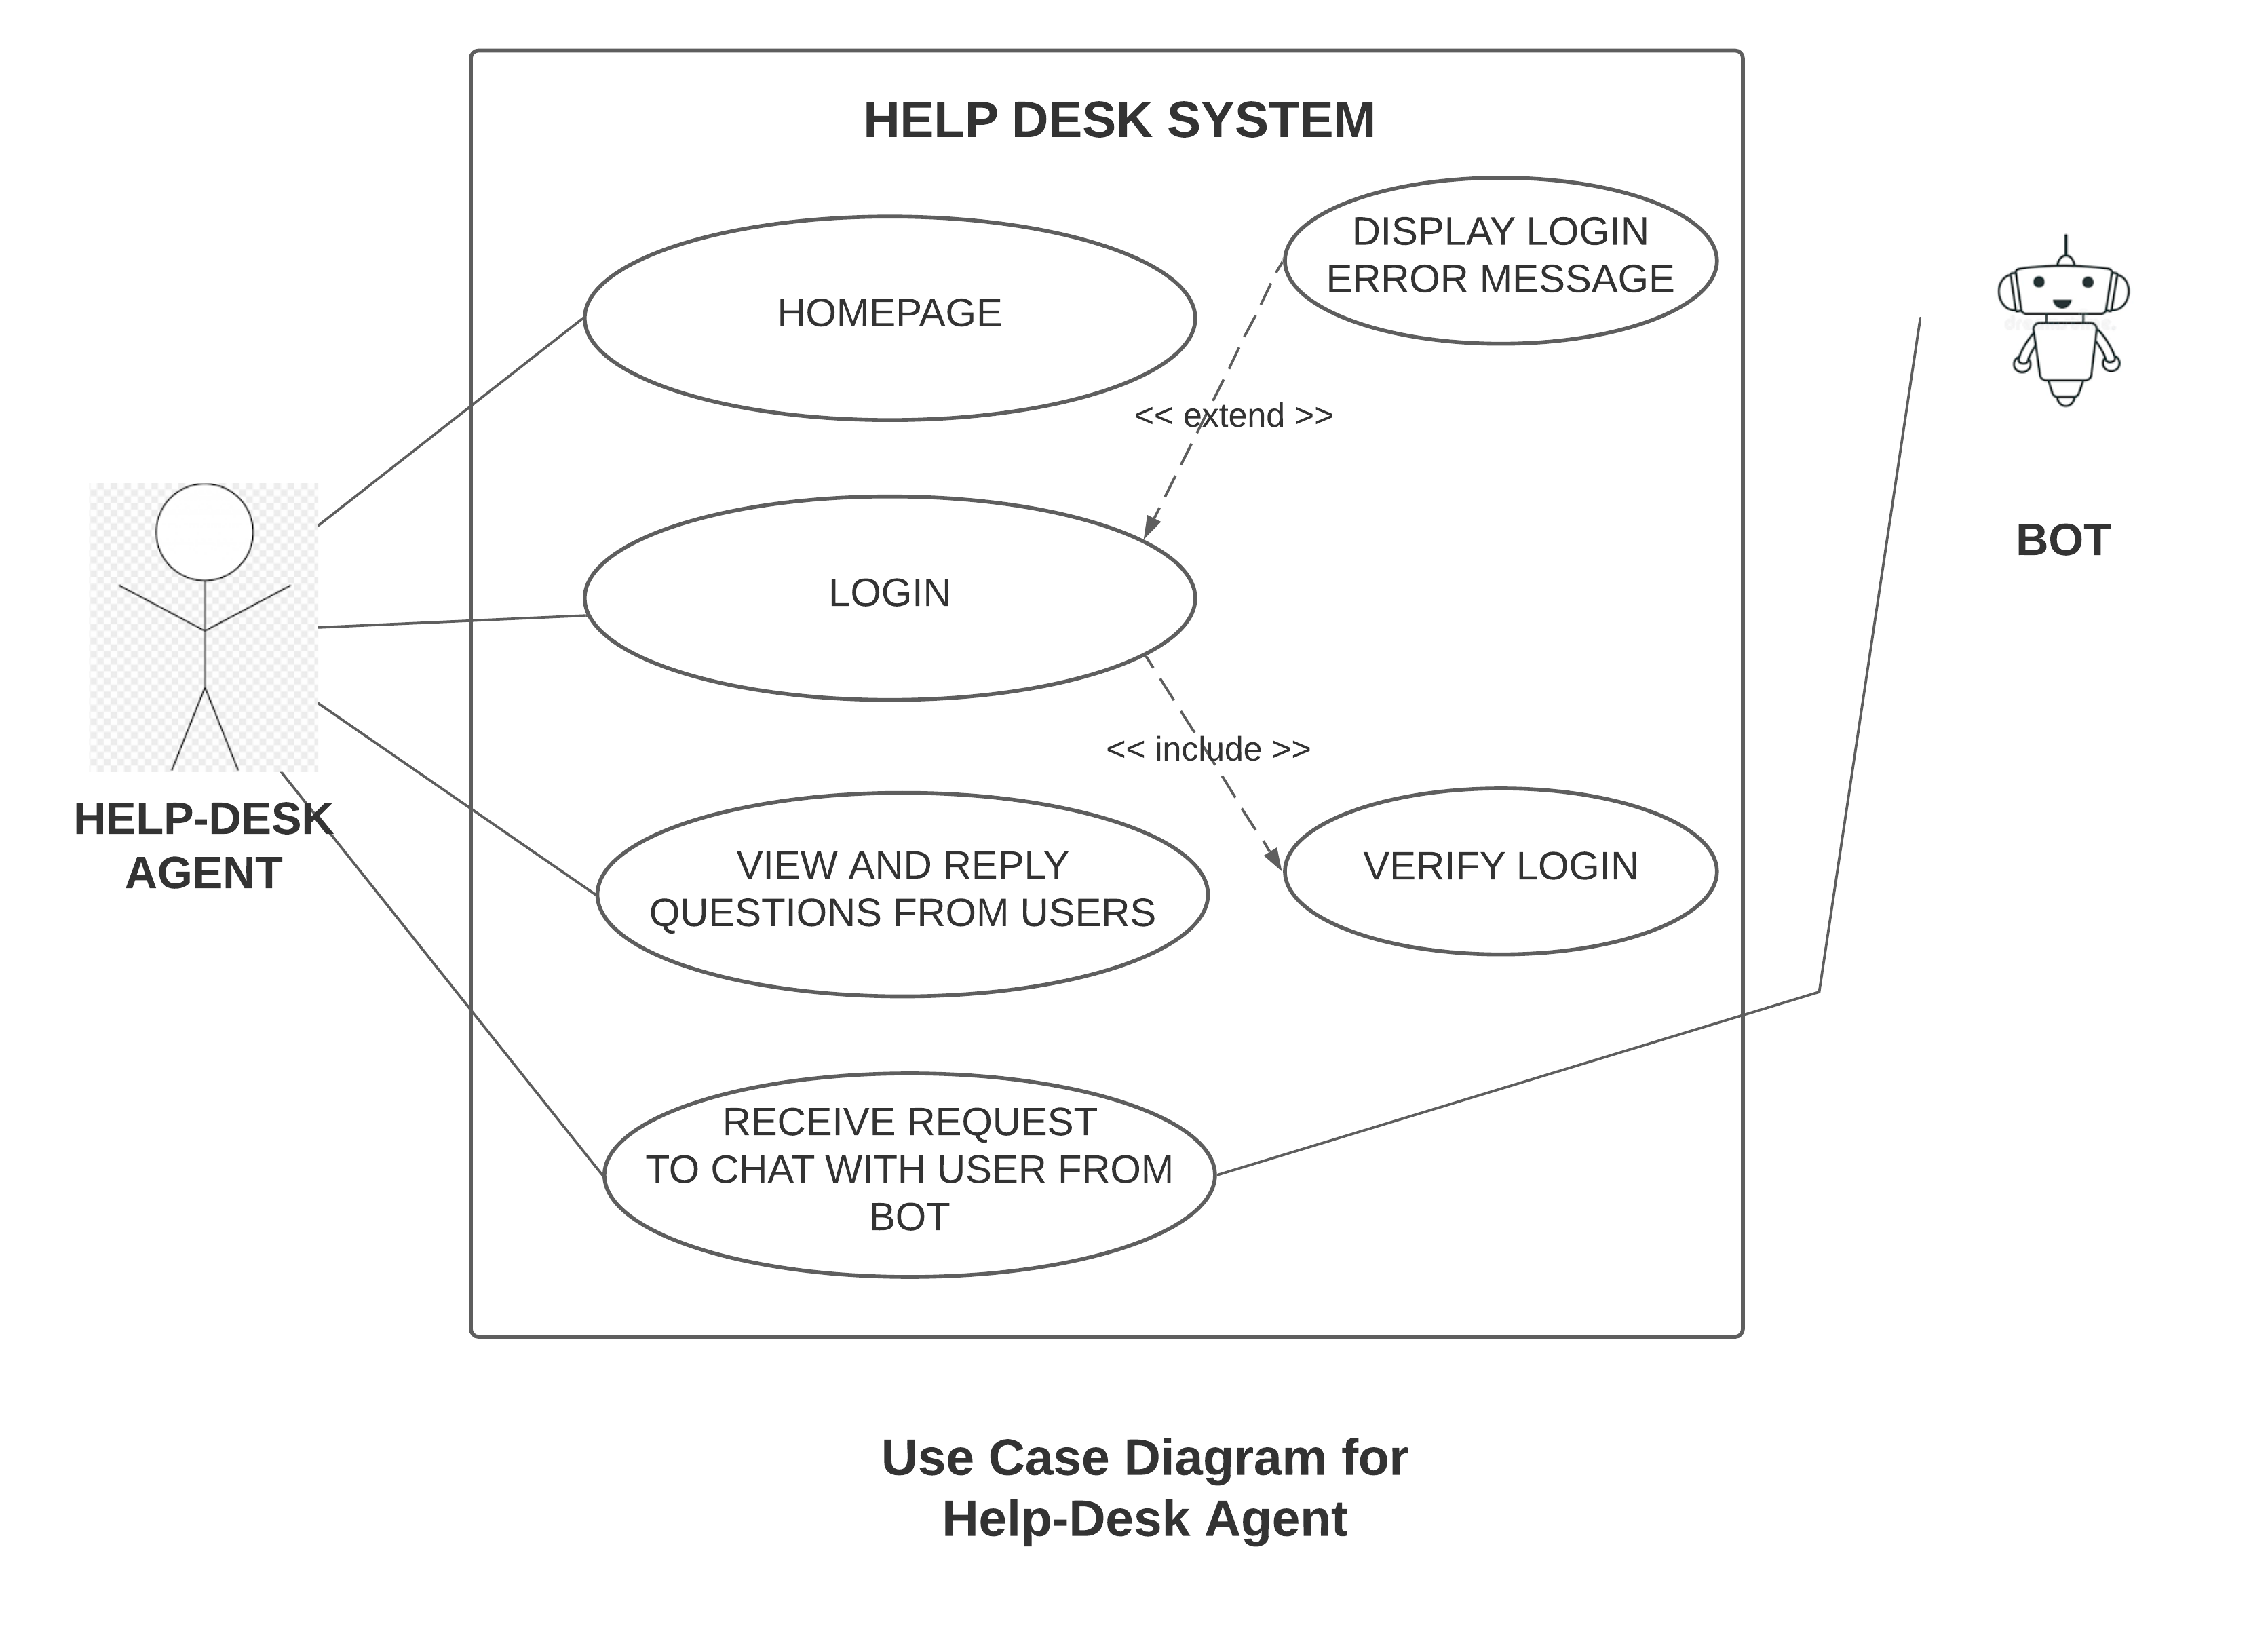 HELP DESK SYSTEM
DISPLAY LOGIN
ERROR MESSAGE
HOMEPAGE
<< extend >>
BOT
LOGIN
<< include >>
HELP-DESK
AGENT
VIEW AND REPLY
QUESTIONS FROM USERS
VERIFY LOGIN
RECEIVE REQUEST
TO CHAT WITH USER FROM
BOT
Use Case Diagram for
Help-Desk Agent